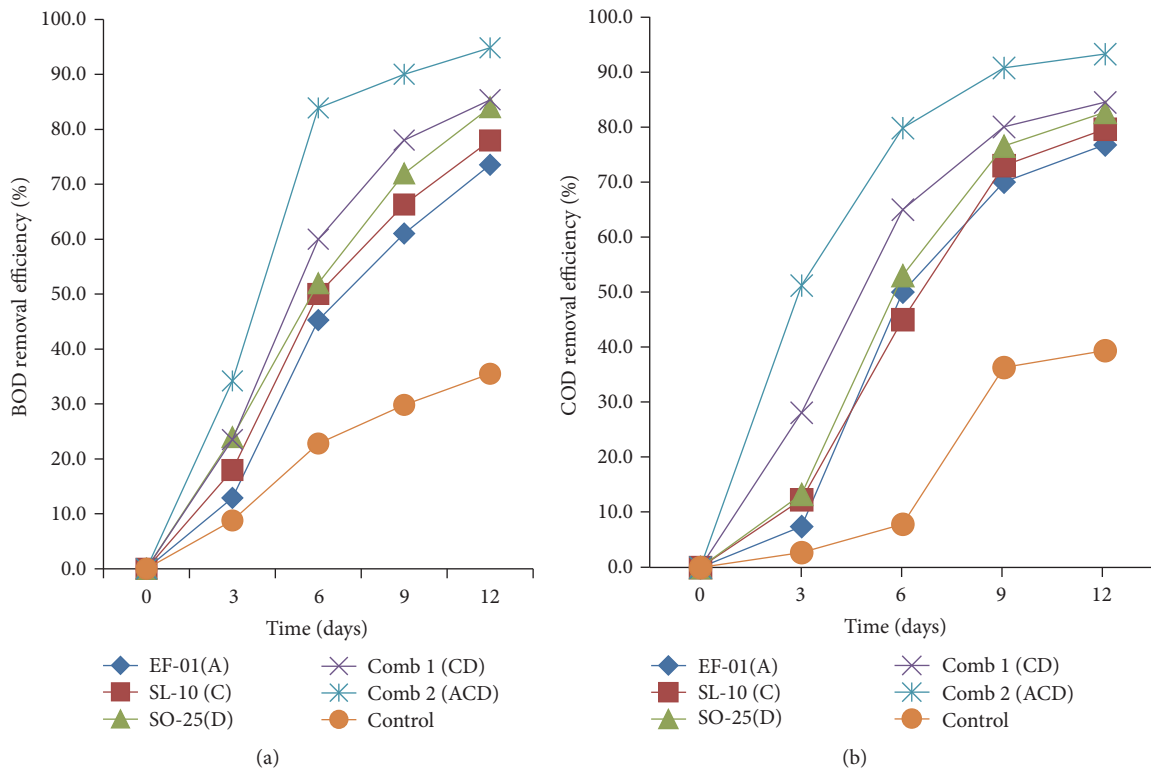 100.0
90.0
80.0
70.0
60.0
50.0
40.0
30.0
20.0
10.0
0.0
BOD removal efficiency (%)
0 3 6 9 12
Time (days)
EF-01(A)
SL-10 (C)
SO-25(D)
Comb 1 (CD)
Comb 2 (ACD)
Control
(a)
100.0
90.0
80.0
70.0
60.0
50.0
40.0
30.0
20.0
10.0
0.0
COD removal efficiency (%)
0 3 6 9 12
Time (days)
EF-01(A)
SL-10 (C)
SO-25(D)
Comb 1 (CD)
Comb 2 (ACD)
Control
(b)